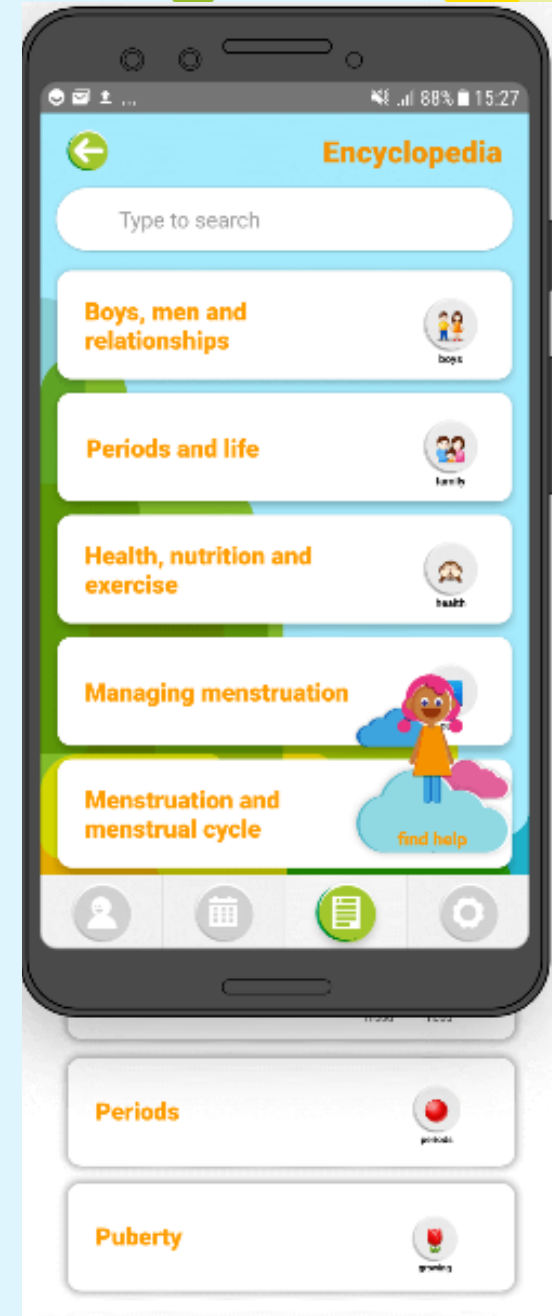 ... 88% 15:27
Encyclopedia
Type to search
Boys, men and
relationships
boys
Periods and life
family
Health, nutrition and
exercise
health
Managing menstruation
Menstruation and
menstrual cycle
find help
Periods
periods
Puberty
growing